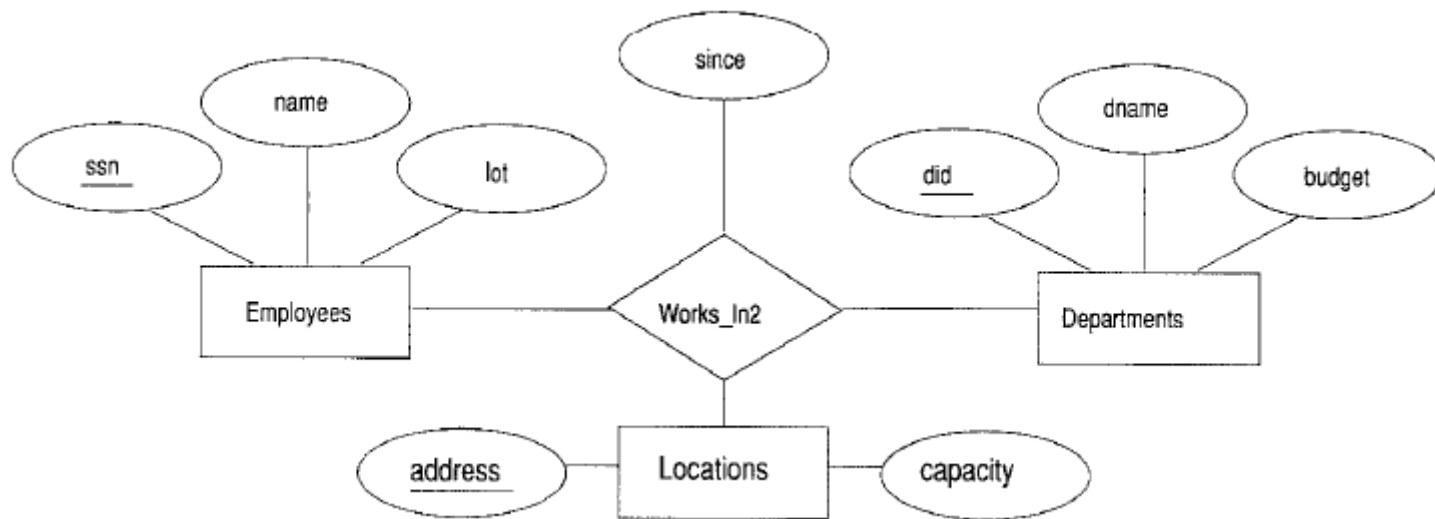 since
name
dname
ssn
lot
did
budget
Employees
Works_In2
Departments
address
Locations
capacity